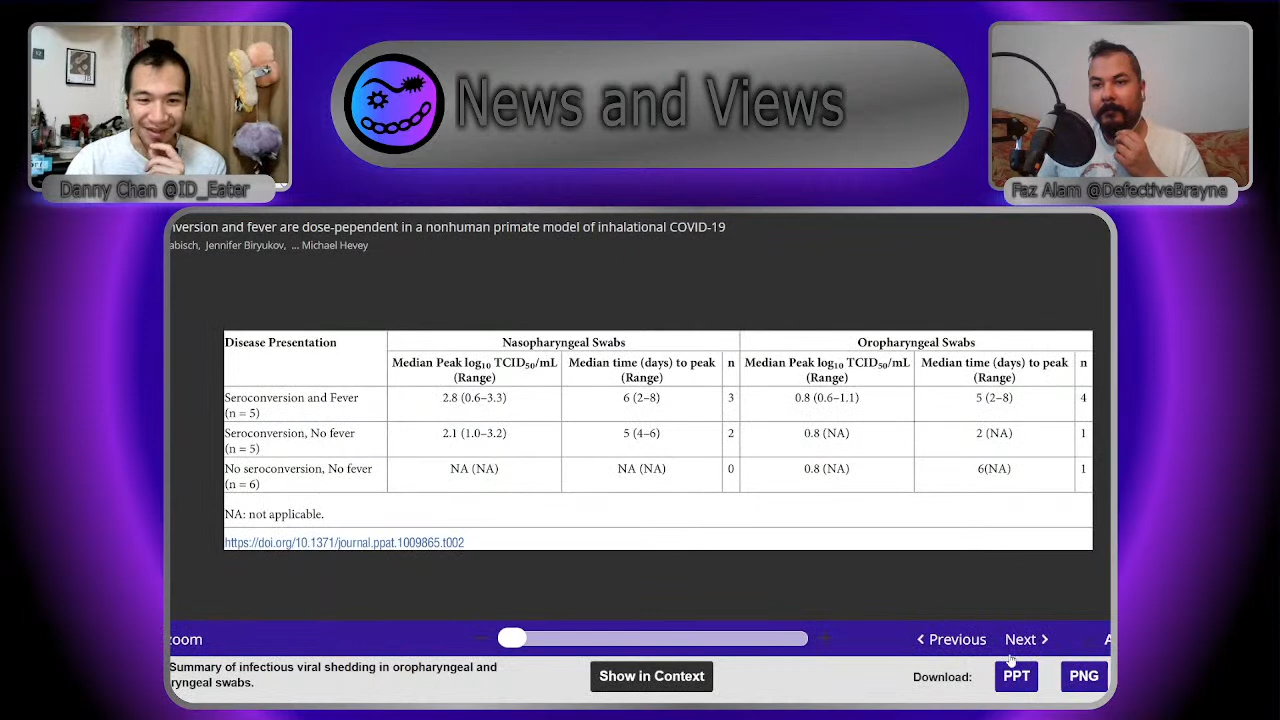 News and Views
Danny Chan @ID_Eater
Faz Alam @DefectiveBrayne
version and fever are dose-pependent in a nonhuman primate model of inhalational COVID-19
abisch, Jennifer Biryukov, ... Michael Hevey
Disease Presentation Nasopharyngeal Swabs Oropharyngeal Swabs
Median Peak log10 TCID50/mL (Range) Median time (days) to peak (Range) n Median Peak log10 TCID50/mL (Range) Median time (days) to peak (Range) n
Seroconversion and Fever (n = 5) 2.8 (0.6–3.3) 6 (2–8) 3 0.8 (0.6–1.1) 5 (2–8) 4
Seroconversion, No fever (n = 5) 2.1 (1.0–3.2) 5 (4–6) 2 0.8 (NA) 2 (NA) 1
No seroconversion, No fever (n = 6) NA (NA) NA (NA) 0 0.8 (NA) 6(NA) 1
NA: not applicable.
https://doi.org/10.1371/journal.ppat.1009865.t002
zoom < Previous Next > A
Summary of infectious viral shedding in oropharyngeal and
ryngeal swabs.
Show in Context
Download: PPT PNG